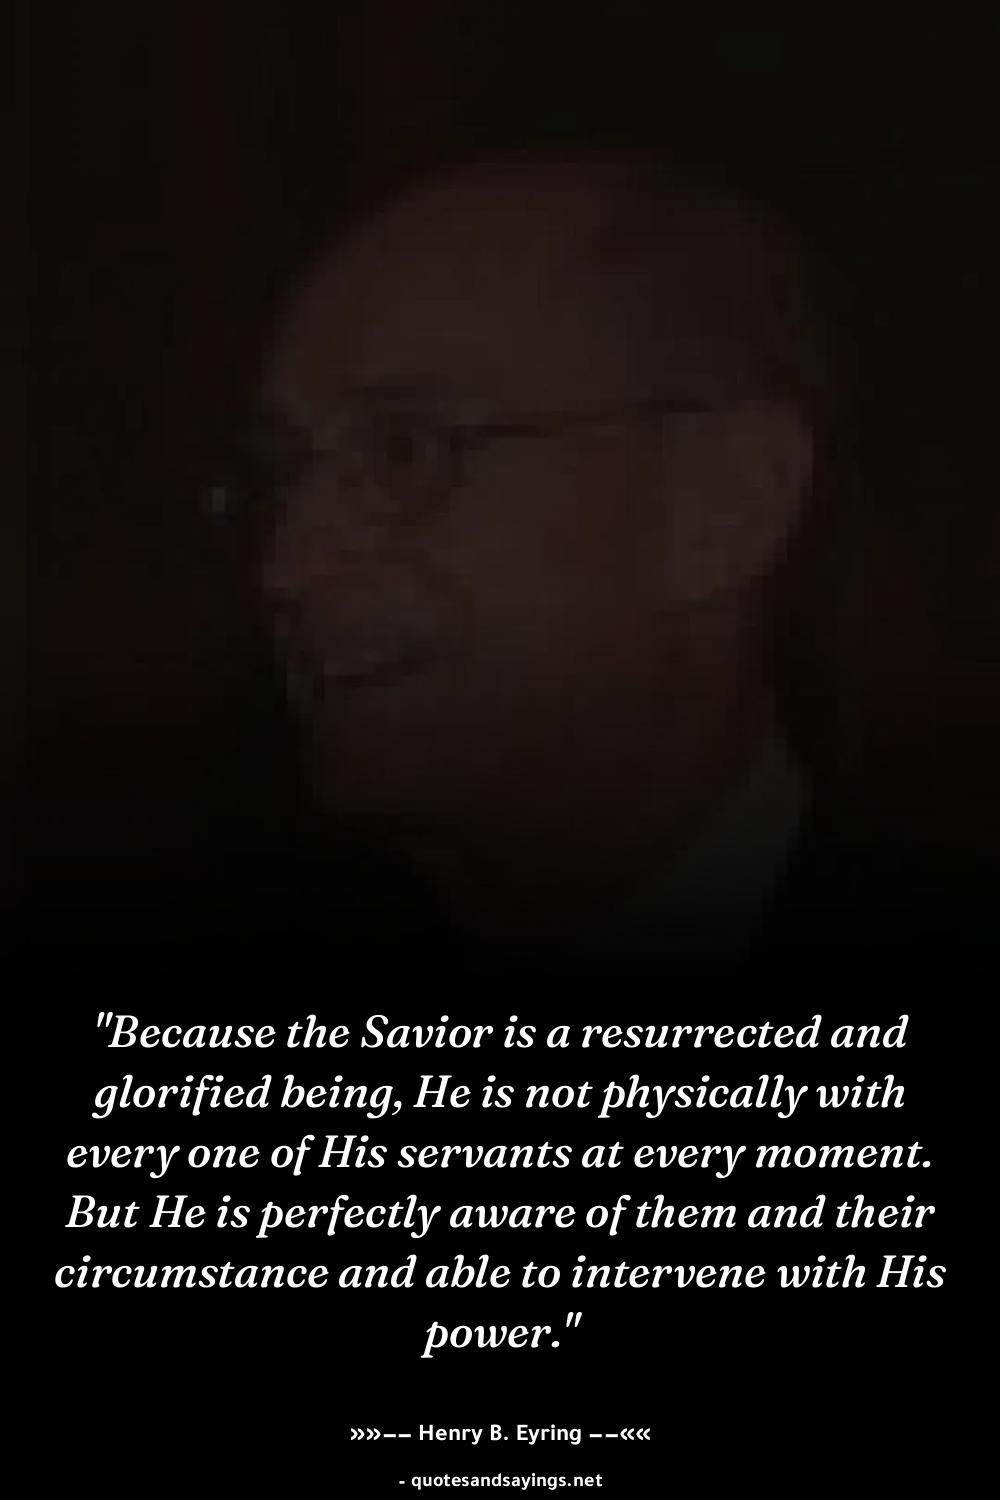 "Because the Savior is a resurrected and
glorified being, He is not physically with
every one of His servants at every moment.
But He is perfectly aware of them and their
circumstance and able to intervene with His
power."
»»−− Henry B. Eyring −−««
- quotesandsayings.net